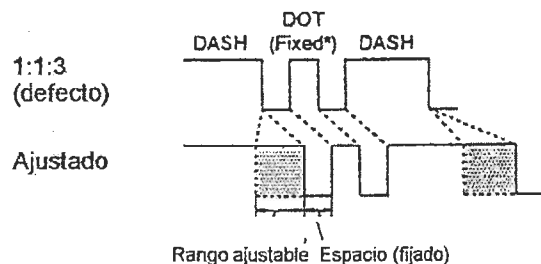 DOT
DASH (Fixed*) DASH
1:1:3
(defecto)
Ajustado
Rango ajustable Espacio (fijado)